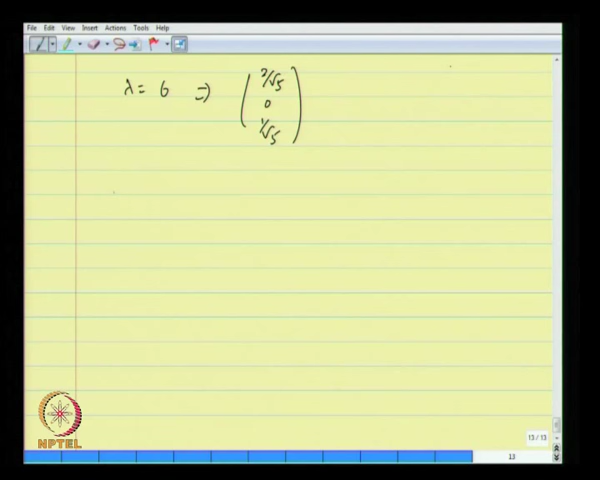 File Edit View Insert Actions Tools Help
λ = 6 ⇒ (2/√5
0
1/√5)
13 / 13
13
NPTEL